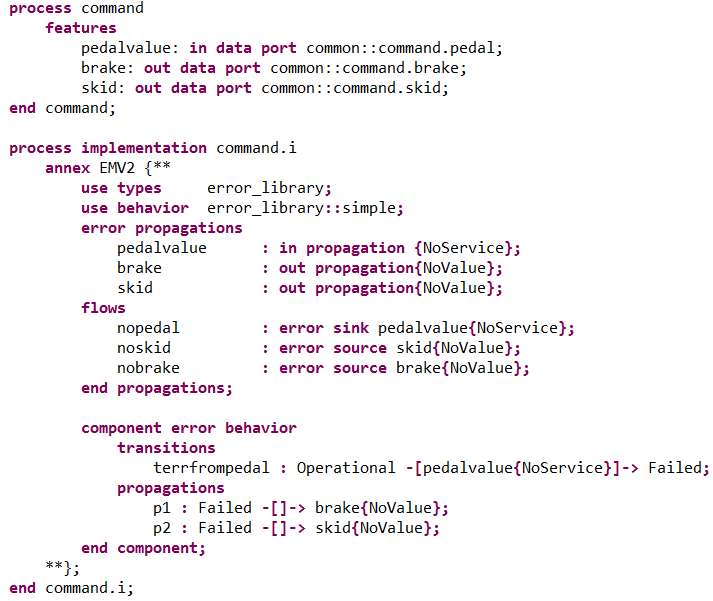 process command
    features
        pedalvalue: in data port common::command.pedal;
        brake: out data port common::command.brake;
        skid: out data port common::command.skid;
end command;

process implementation command.i
    annex EMV2 {**
        use types     error_library;
        use behavior  error_library::simple;
        error propagations
            pedalvalue      : in propagation {NoService};
            brake           : out propagation{NoValue};
            skid            : out propagation{NoValue};
        flows
            nopedal         : error sink pedalvalue{NoService};
            noskid          : error source skid{NoValue};
            nobrake         : error source brake{NoValue};
        end propagations;

        component error behavior
            transitions
                terrfrompedal : Operational -[pedalvalue{NoService}]-> Failed;
            propagations
                p1 : Failed -[]-> brake{NoValue};
                p2 : Failed -[]-> skid{NoValue};
        end component;
    **};
end command.i;